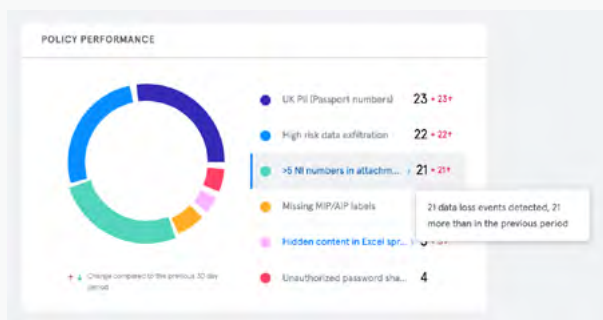 POLICY PERFORMANCE
UK PII (Passport numbers) 23 • 23↑
High risk data exfiltration 22 • 22↑
>5 NI numbers in attachm... 21 • 21↑
Missing MIP/AIP labels
21 data loss events detected, 21
more than in the previous period
Hidden content in Excel spr...
Unauthorized password sha... 4
↑ ↓ Change compared to the previous 30 day
period